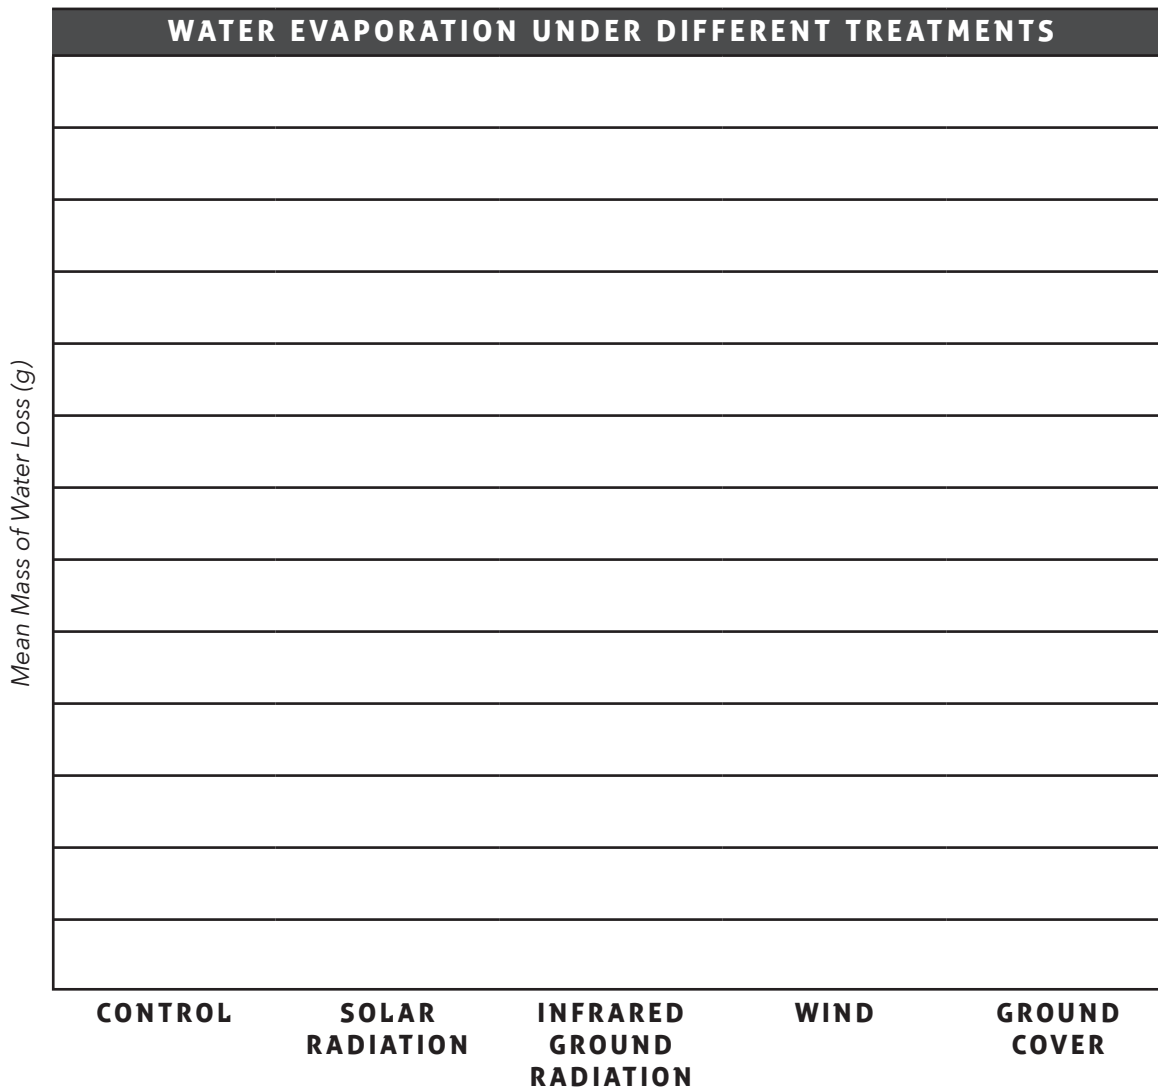 WATER EVAPORATION UNDER DIFFERENT TREATMENTS
Mean Mass of Water Loss (g)
CONTROL
SOLAR
RADIATION
INFRARED
GROUND
RADIATION
WIND
GROUND
COVER